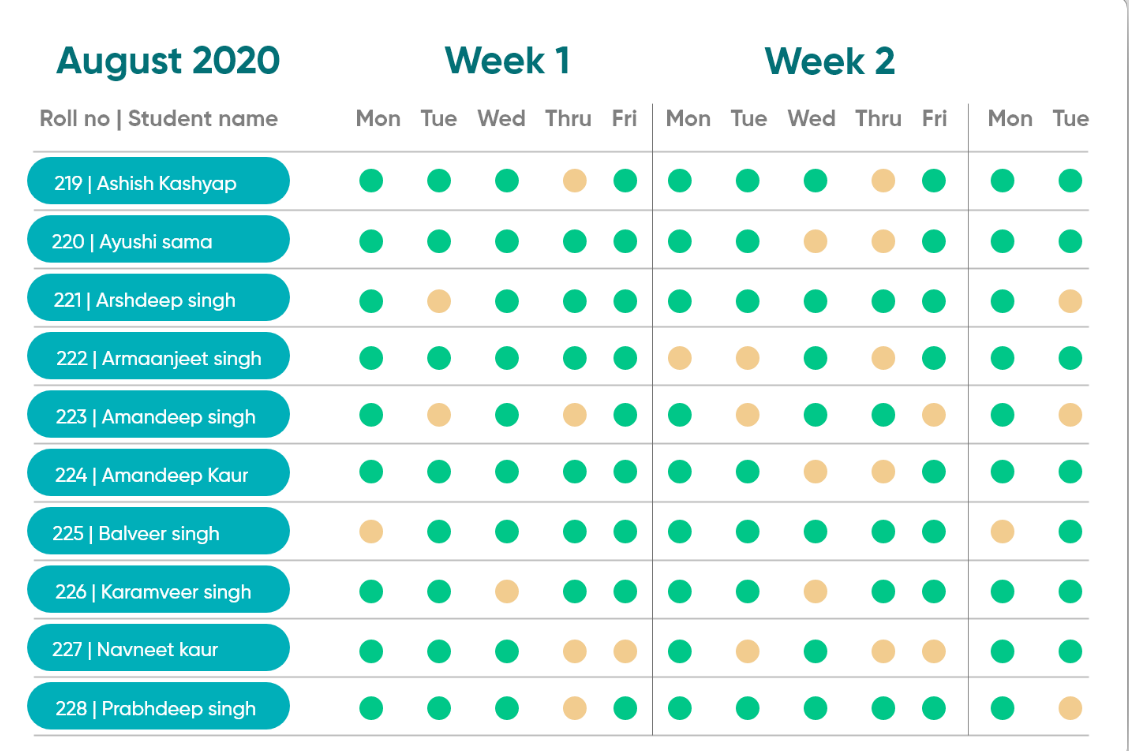 August 2020 Week 1 Week 2
Roll no | Student name Mon Tue Wed Thru Fri Mon Tue Wed Thru Fri Mon Tue
219 | Ashish Kashyap
220 | Ayushi sama
221 | Arshdeep singh
222 | Armaanjeet singh
223 | Amandeep singh
224 | Amandeep Kaur
225 | Balveer singh
226 | Karamveer singh
227 | Navneet kaur
228 | Prabhdeep singh